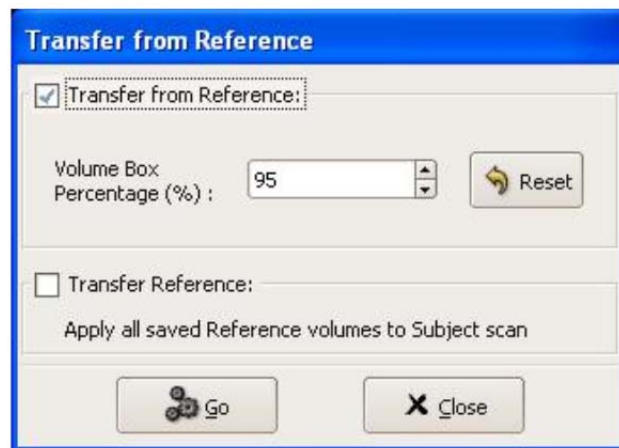 Transfer from Reference
Transfer from Reference:
Volume Box
Percentage (%) :
95
Reset
Transfer Reference:
Apply all saved Reference volumes to Subject scan
Go
Close